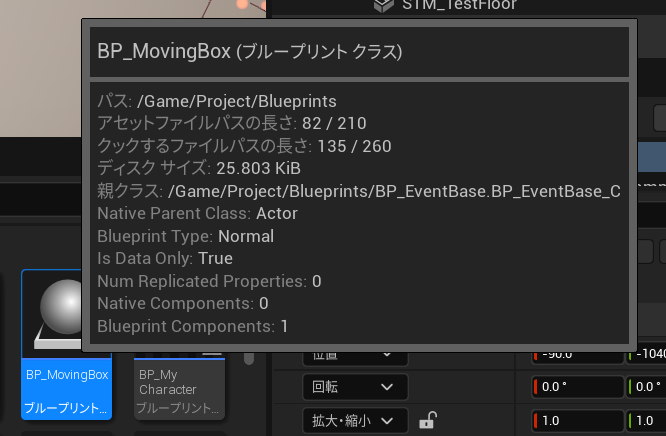 STM_TestFloor
BP_MovingBox (ブループリント クラス)
パス: /Game/Project/Blueprints
アセットファイルパスの長さ: 82 / 210
クックするファイルパスの長さ: 135 / 260
ディスク サイズ: 25.803 KiB
親クラス: /Game/Project/Blueprints/BP_EventBase.BP_EventBase_C
Native Parent Class: Actor
Blueprint Type: Normal
Is Data Only: True
Num Replicated Properties: 0
Native Components: 0
Blueprint Components: 1
位置 -90.0 -1040
BP_MovingBox
ブループリント...
BP_My
Character
ブループリント...
回転 0.0 ° 0.0 °
拡大・縮小 1.0 1.0